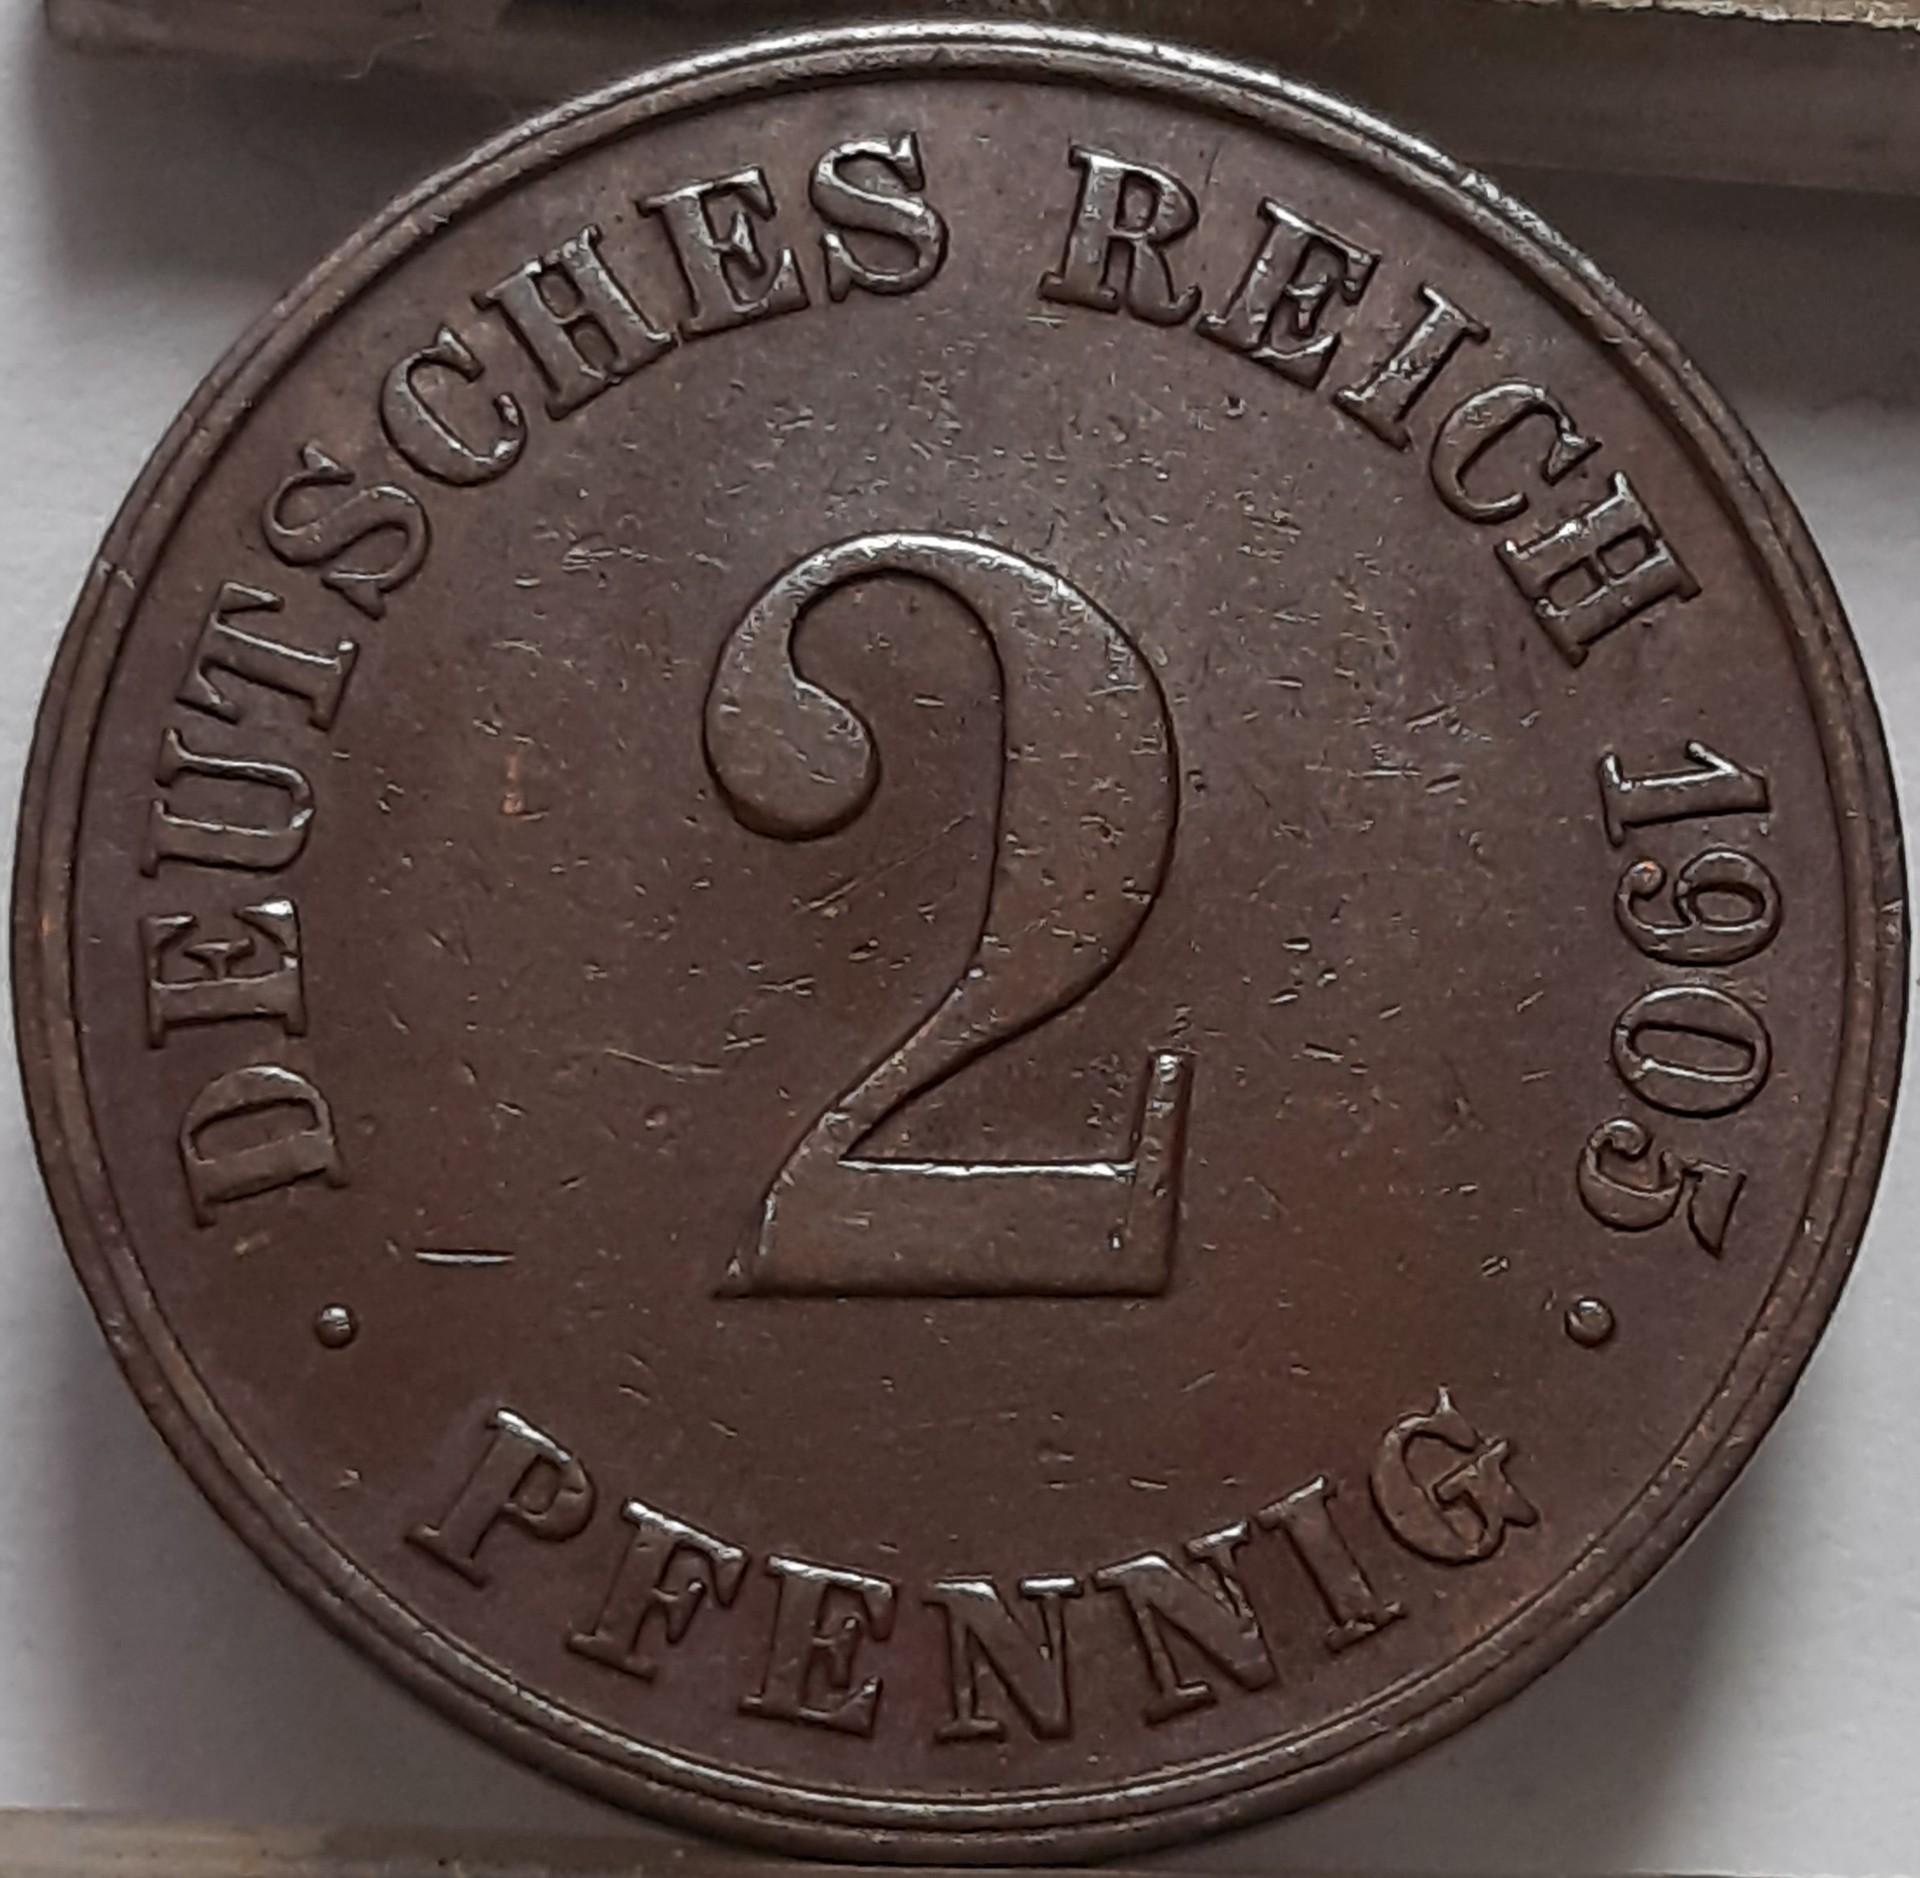 DEUTSCHES REICH 1905
2
· PFENNIG ·